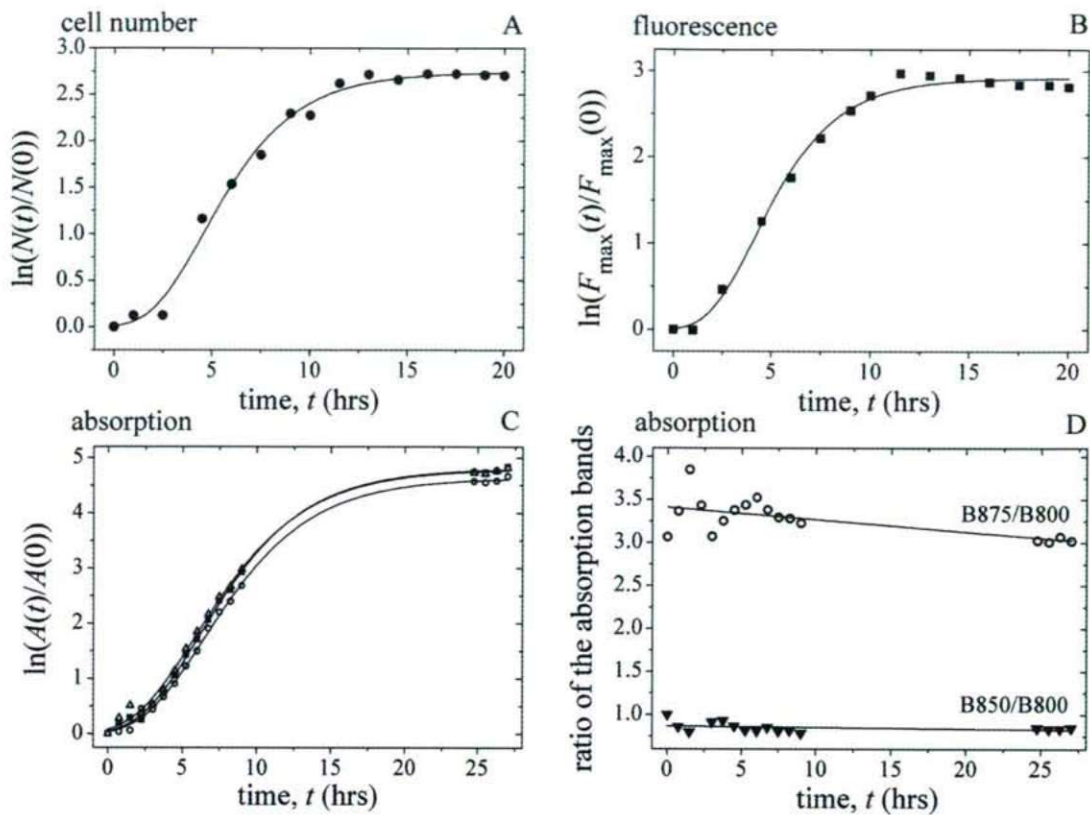 cell number A
3.0
2.5
2.0
1.5
1.0
0.5
0.0
ln(N(t)/N(0))
0 5 10 15 20
time, t (hrs)
fluorescence B
3
2
1
0
ln(F_max(t)/F_max(0))
0 5 10 15 20
time, t (hrs)
absorption C
5
4
3
2
1
0
ln(A(t)/A(0))
0 5 10 15 20 25
time, t (hrs)
absorption D
4.0
3.5
3.0
2.5
2.0
1.5
1.0
ratio of the absorption bands
B875/B800
B850/B800
0 5 10 15 20 25
time, t (hrs)